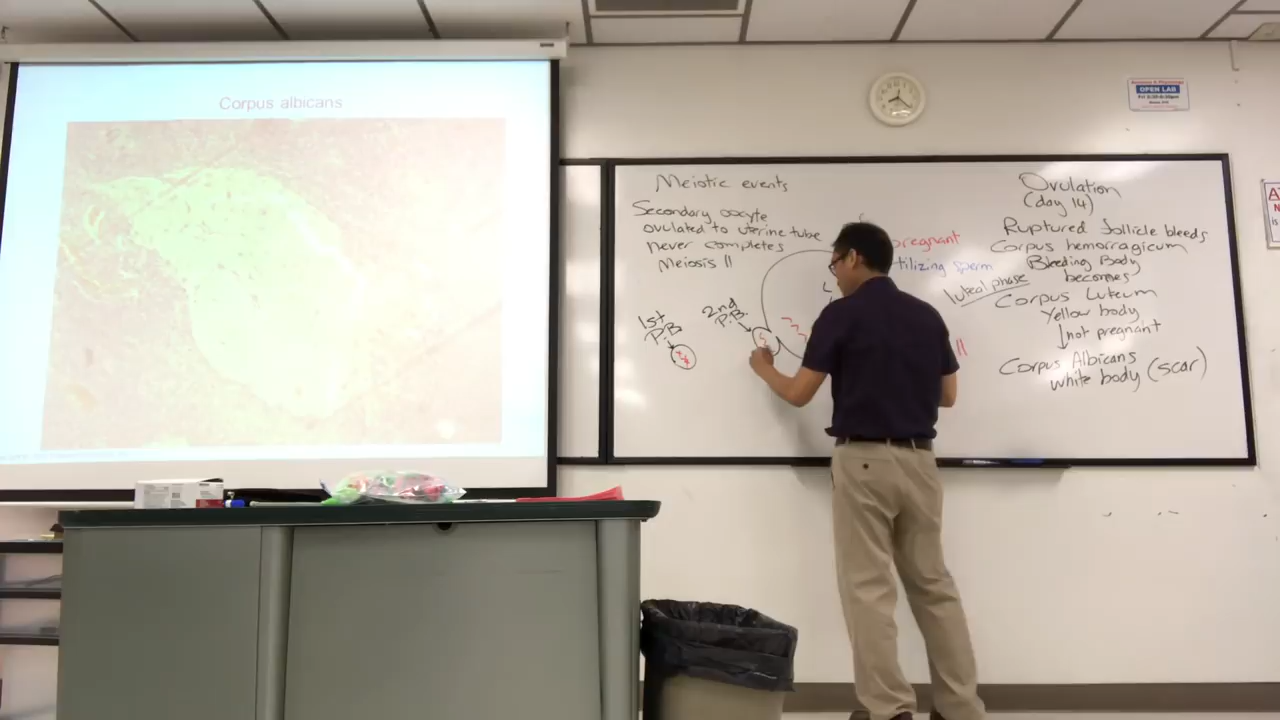 Corpus albicans
OPEN LAB
Meiotic events
Secondary oocyte
ovulated to uterine tube
never completes
Meiosis II
1st
P.B
2nd
P.B.
pregnant
tilizing sperm
luteal phase
II
Ovulation
(day 14)
Ruptured follicle bleeds
Corpus hemorragicum
Bleeding Body
becomes
Corpus Luteum
Yellow body
not pregnant
Corpus Albicans
white body (scar)